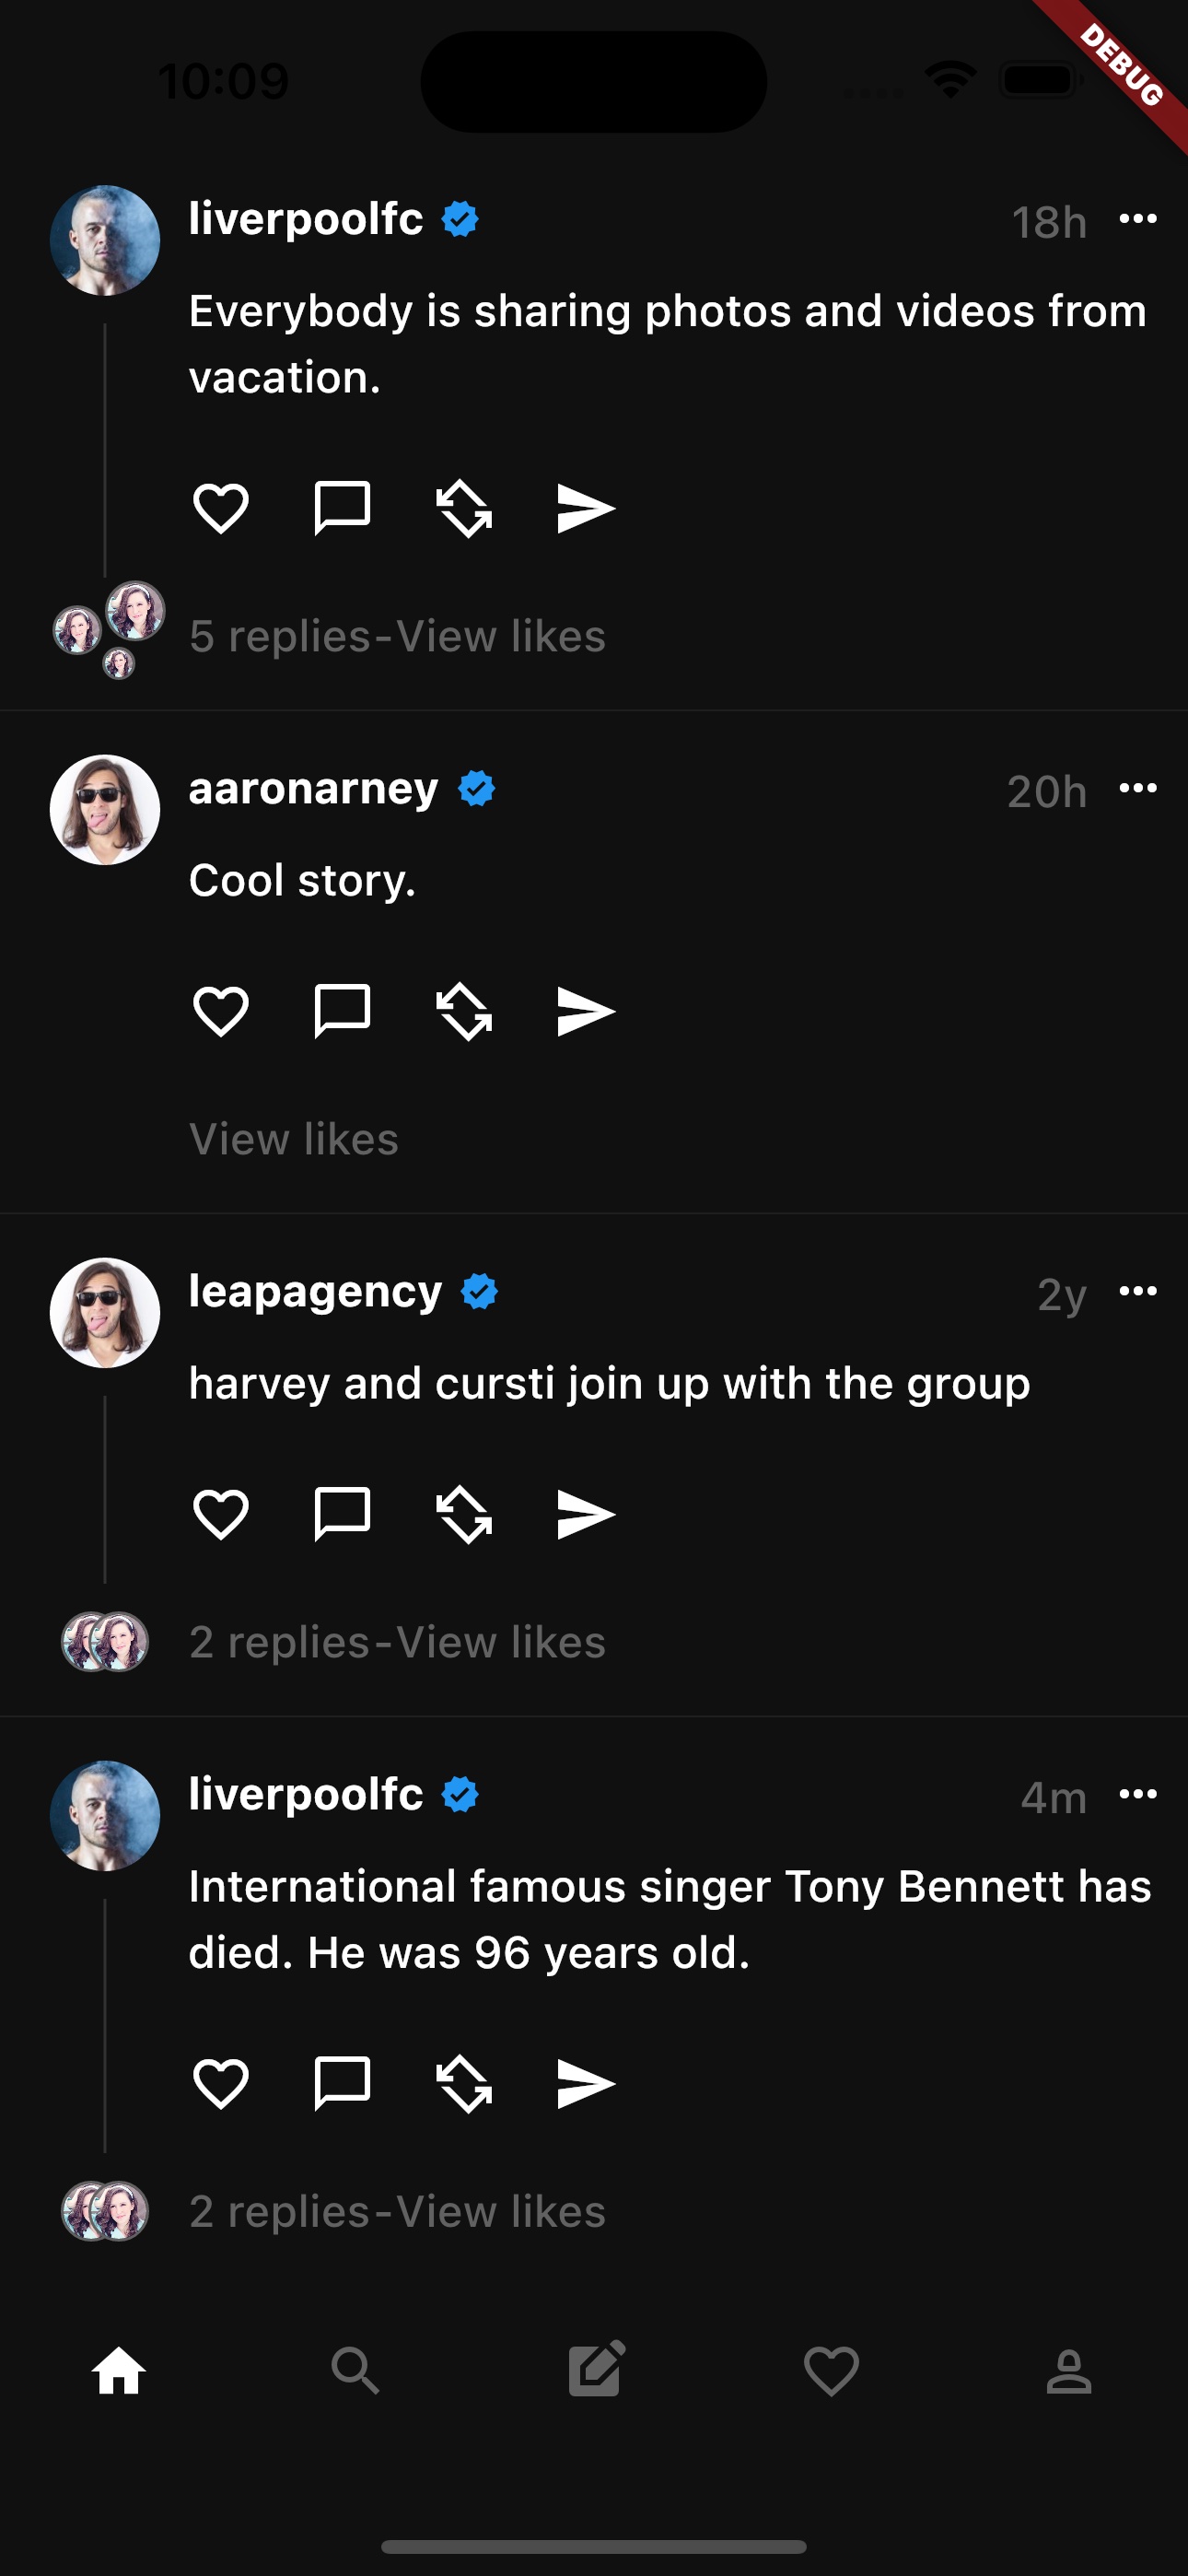 10:09
DEBUG
liverpoolfc
18h
Everybody is sharing photos and videos from
vacation.
5 replies-View likes
aaronarney
20h
Cool story.
View likes
leapagency
2y
harvey and cursti join up with the group
2 replies-View likes
liverpoolfc
4m
International famous singer Tony Bennett has
died. He was 96 years old.
2 replies-View likes